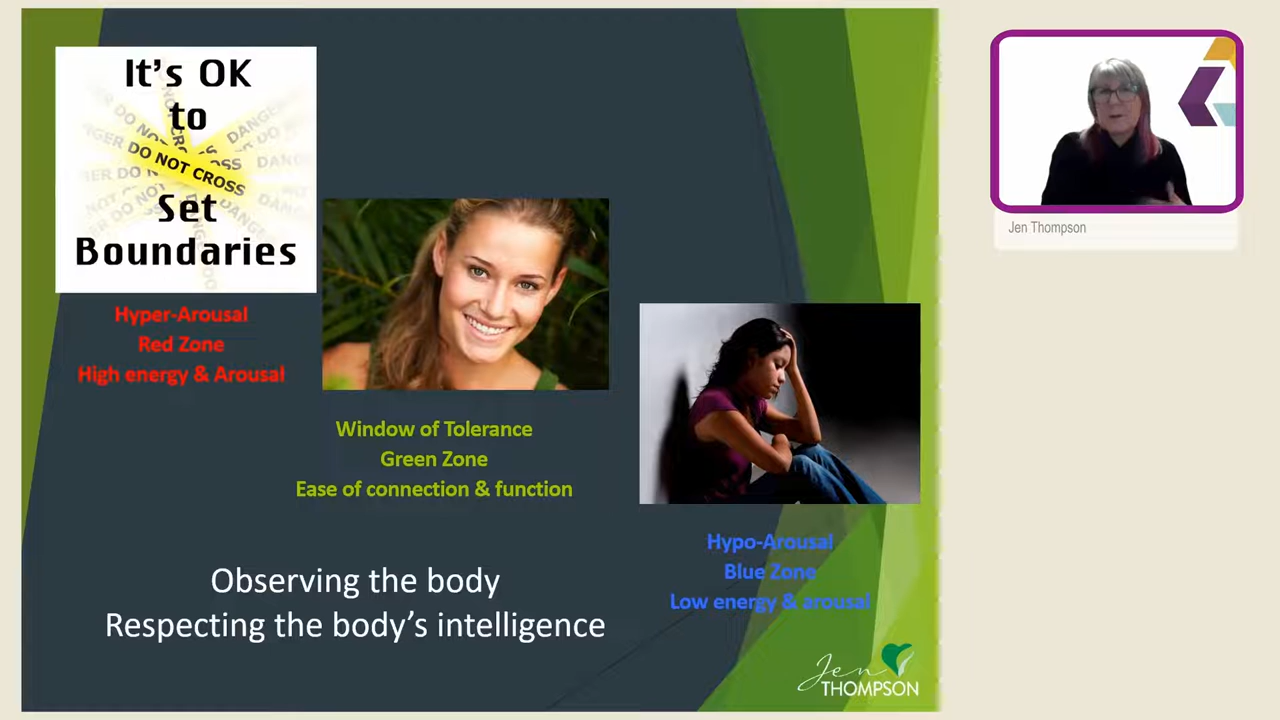 It's OK
to
DANGER
DO NOT CROSS
DANGER
Set
Boundaries
Hyper-Arousal
Red Zone
High energy & Arousal
Window of Tolerance
Green Zone
Ease of connection & function
Hypo-Arousal
Blue Zone
Low energy & arousal
Observing the body
Respecting the body's intelligence
Jen
THOMPSON
Jen Thompson